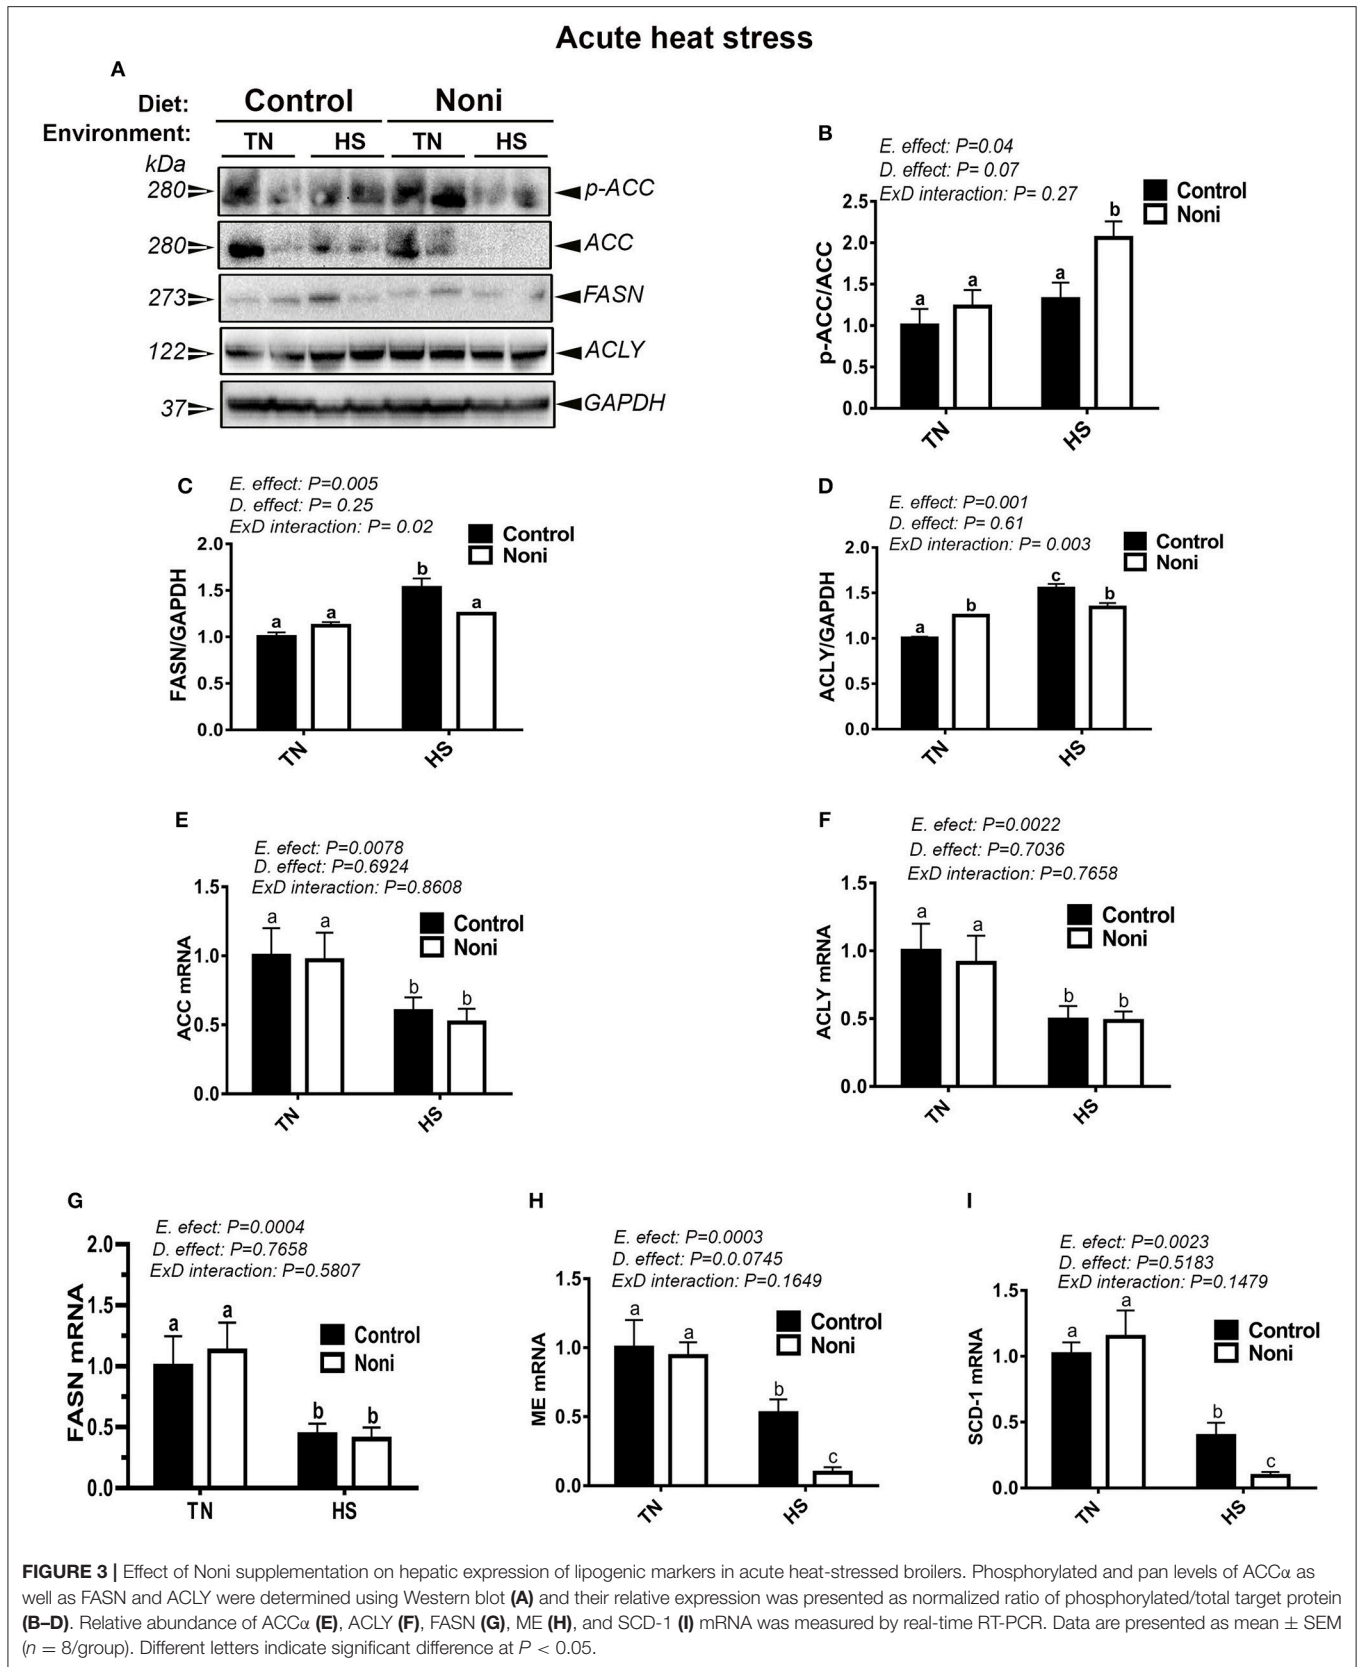 Acute heat stress
A
Diet: Control Noni
Environment: TN HS TN HS
kDa
280 p-ACC
280 ACC
273 FASN
122 ACLY
37 GAPDH
B
E. effect: P=0.04
D. effect: P= 0.07
ExD interaction: P= 0.27
Control
Noni
p-ACC/ACC
2.5
2.0
1.5
1.0
0.5
0.0
a
a
a
b
TN
HS
C
E. effect: P=0.005
D. effect: P= 0.25
ExD interaction: P= 0.02
Control
Noni
FASN/GAPDH
2.0
1.5
1.0
0.5
0.0
a
a
b
a
TN
HS
D
E. effect: P=0.001
D. effect: P= 0.61
ExD interaction: P= 0.003
Control
Noni
ACLY/GAPDH
2.0
1.5
1.0
0.5
0.0
a
b
c
b
TN
HS
E
E. efect: P=0.0078
D. effect: P=0.6924
ExD interaction: P=0.8608
Control
Noni
ACC mRNA
1.5
1.0
0.5
0.0
a
a
b
b
TN
HS
F
E. efect: P=0.0022
D. effect: P=0.7036
ExD interaction: P=0.7658
Control
Noni
ACLY mRNA
1.5
1.0
0.5
0.0
a
a
b
b
TN
HS
G
E. efect: P=0.0004
D. effect: P=0.7658
ExD interaction: P=0.5807
Control
Noni
FASN mRNA
2.0
1.5
1.0
0.5
0.0
a
a
b
b
TN
HS
H
E. efect: P=0.0003
D. effect: P=0.0.0745
ExD interaction: P=0.1649
Control
Noni
ME mRNA
1.5
1.0
0.5
0.0
a
a
b
c
TN
HS
I
E. efect: P=0.0023
D. effect: P=0.5183
ExD interaction: P=0.1479
Control
Noni
SCD-1 mRNA
1.5
1.0
0.5
0.0
a
a
b
c
TN
HS
FIGURE 3 | Effect of Noni supplementation on hepatic expression of lipogenic markers in acute heat-stressed broilers. Phosphorylated and pan levels of ACCα as
well as FASN and ACLY were determined using Western blot (A) and their relative expression was presented as normalized ratio of phosphorylated/total target protein
(B–D). Relative abundance of ACCα (E), ACLY (F), FASN (G), ME (H), and SCD-1 (I) mRNA was measured by real-time RT-PCR. Data are presented as mean ± SEM
(n = 8/group). Different letters indicate significant difference at P < 0.05.